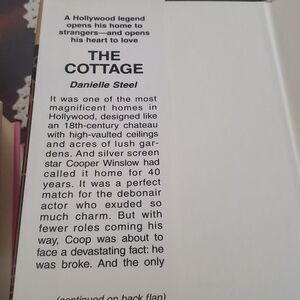 A Hollywood legend
opens his home to
strangers—and opens
his heart to love
THE
COTTAGE
Danielle Steel
It was one of the most
magnificent homes in
Hollywood, designed like
an 18th-century chateau
with high-vaulted ceilings
and acres of lush gar-
dens. And silver screen
star Cooper Winslow had
called it home for 40
years. It was a perfect
match for the debonair
actor who exuded so
much charm. But with
fewer roles coming his
way, Coop was about to
face a devastating fact: he
was broke. And the only
(continued on back flap)